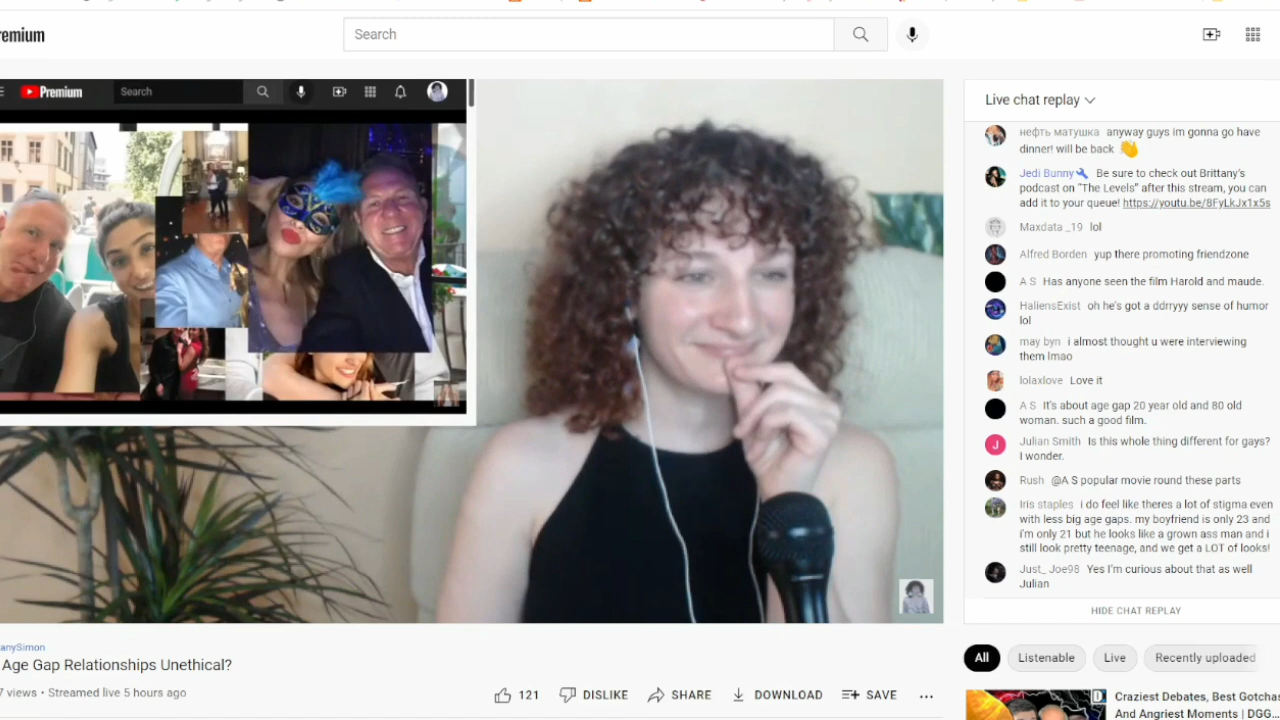 remium
Search
Premium
Search
Live chat replay
нефть матушка anyway guys im gonna go have
dinner! will be back
Jedi Bunny Be sure to check out Brittany's
podcast on "The Levels" after this stream, you can
add it to your queue! https://youtu.be/8FyLkJx1x5s
Maxdata _19 lol
Alfred Borden yup there promoting friendzone
A S Has anyone seen the film Harold and maude.
HaliensExist oh he's got a ddrryyy sense of humor
lol
may byn i almost thought u were interviewing
them lmao
lolaxlove Love it
A S It's about age gap 20 year old and 80 old
woman. such a good film.
J
Julian Smith Is this whole thing different for gays?
I wonder.
Rush @A S popular movie round these parts
Iris staples i do feel like theres a lot of stigma even
with less big age gaps. my boyfriend is only 23 and
i'm only 21 but he looks like a grown ass man and i
still look pretty teenage, and we get a LOT of looks!
Just_ Joe98 Yes I'm curious about that as well
Julian
HIDE CHAT REPLAY
anySimon
Age Gap Relationships Unethical?
7 views • Streamed live 5 hours ago
121
DISLIKE
SHARE
DOWNLOAD
SAVE
All
Listenable
Live
Recently uploaded
D
Craziest Debates, Best Gotchas
And Angriest Moments | DGG...